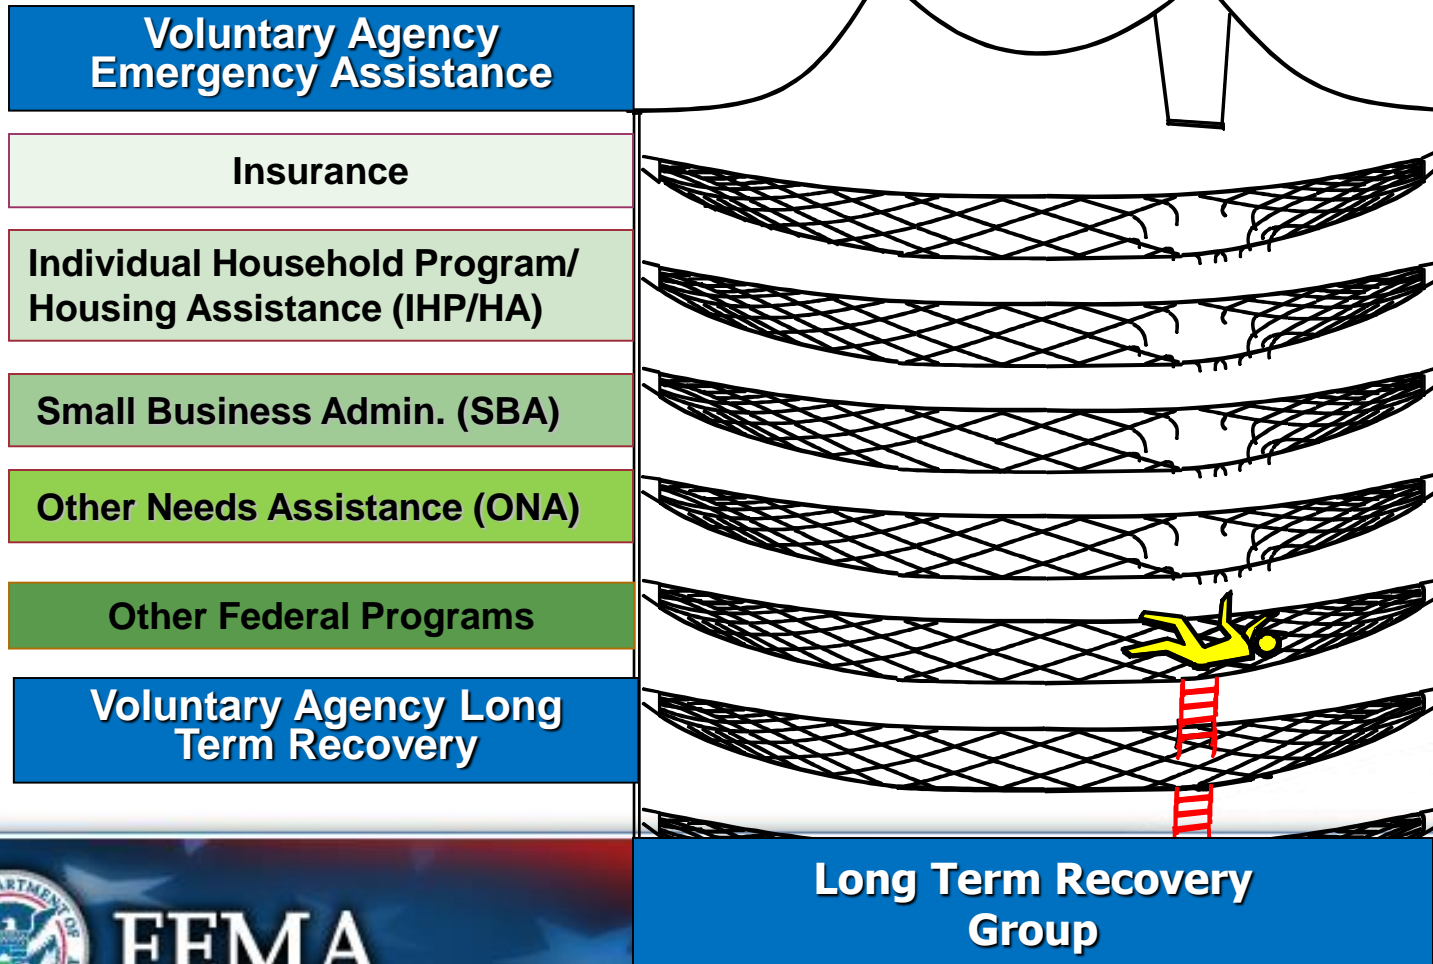 Voluntary Agency
Emergency Assistance
Insurance
Individual Household Program/
Housing Assistance (IHP/HA)
Small Business Admin. (SBA)
Other Needs Assistance (ONA)
Other Federal Programs
Voluntary Agency Long
Term Recovery
Long Term Recovery
Group
FEMA